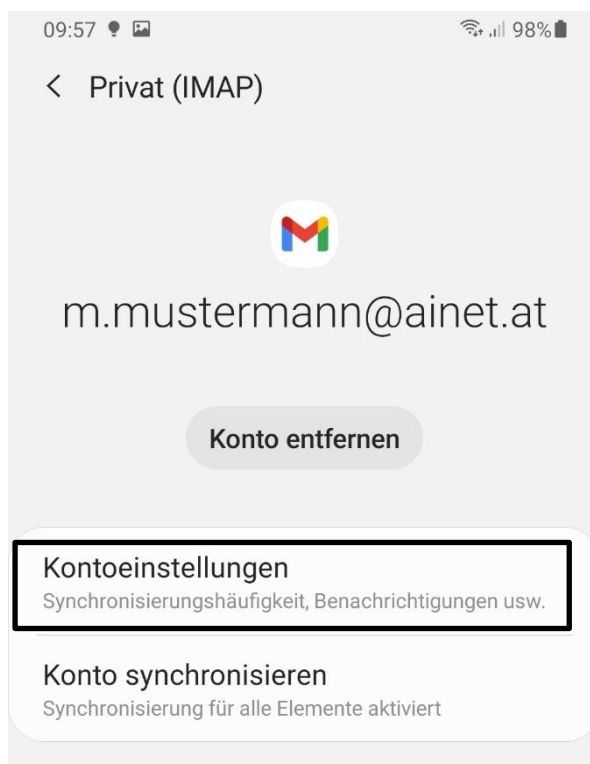 09:57 98%
Privat (IMAP)
m.mustermann@ainet.at
Konto entfernen
Kontoeinstellungen
Synchronisierungshäufigkeit, Benachrichtigungen usw.
Konto synchronisieren
Synchronisierung für alle Elemente aktiviert